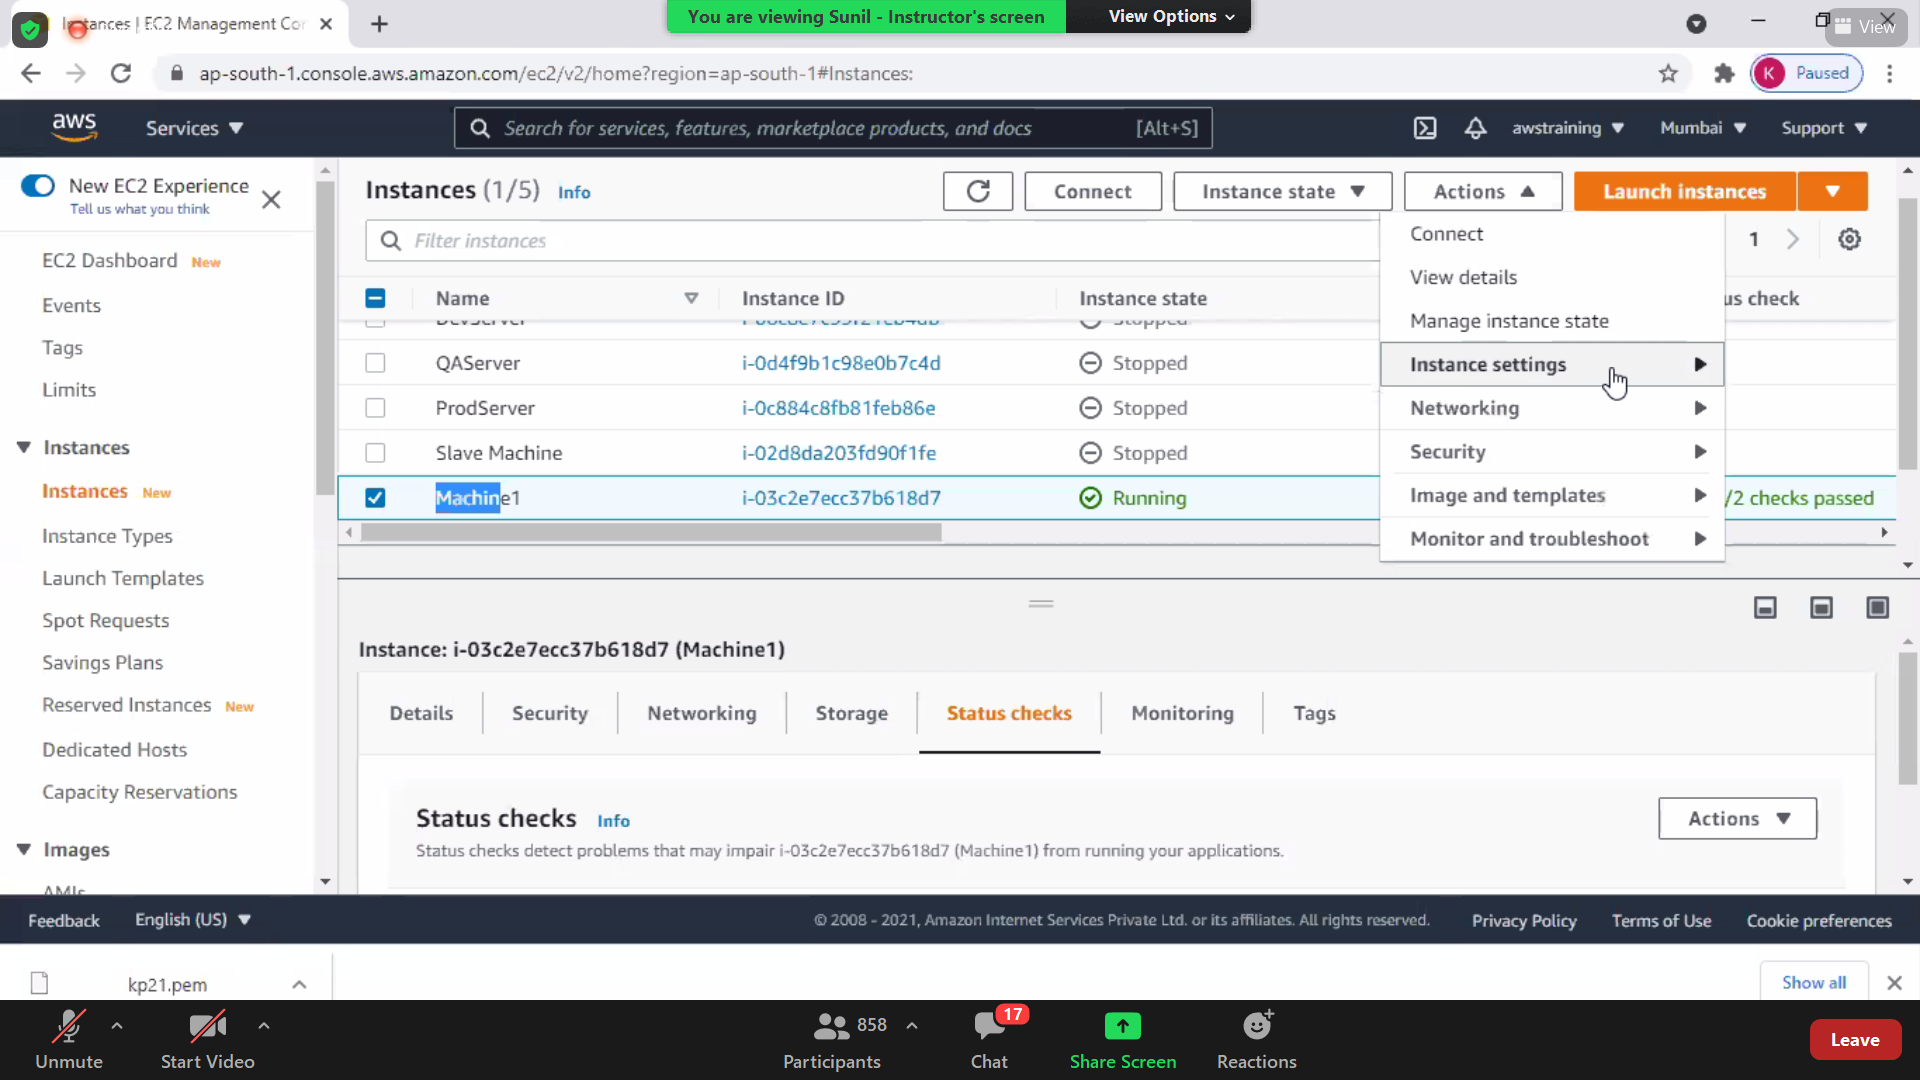 Instances | EC2 Management Con
You are viewing Sunil - Instructor's screen
View Options
View
ap-south-1.console.aws.amazon.com/ec2/v2/home?region=ap-south-1#Instances:
K
Paused
aws
Services
Search for services, features, marketplace products, and docs
[Alt+S]
awstraining
Mumbai
Support
New EC2 Experience
Tell us what you think
EC2 Dashboard New
Events
Tags
Limits
Instances
Instances New
Instance Types
Launch Templates
Spot Requests
Savings Plans
Reserved Instances New
Dedicated Hosts
Capacity Reservations
Images
AMIs
Instances (1/5) Info
Connect
Instance state
Actions
Launch instances
Filter instances
1
Name
Instance ID
Instance state
us check
DevServer
Stopped
QAServer
i-0d4f9b1c98e0b7c4d
Stopped
ProdServer
i-0c884c8fb81feb86e
Stopped
Slave Machine
i-02d8da203fd90f1fe
Stopped
Machine1
i-03c2e7ecc37b618d7
Running
/2 checks passed
Connect
View details
Manage instance state
Instance settings
Networking
Security
Image and templates
Monitor and troubleshoot
Instance: i-03c2e7ecc37b618d7 (Machine1)
Details
Security
Networking
Storage
Status checks
Monitoring
Tags
Status checks Info
Actions
Status checks detect problems that may impair i-03c2e7ecc37b618d7 (Machine1) from running your applications.
Feedback
English (US)
© 2008 - 2021, Amazon Internet Services Private Ltd. or its affiliates. All rights reserved.
Privacy Policy
Terms of Use
Cookie preferences
kp21.pem
Show all
Unmute
Start Video
858
Participants
17
Chat
Share Screen
Reactions
Leave